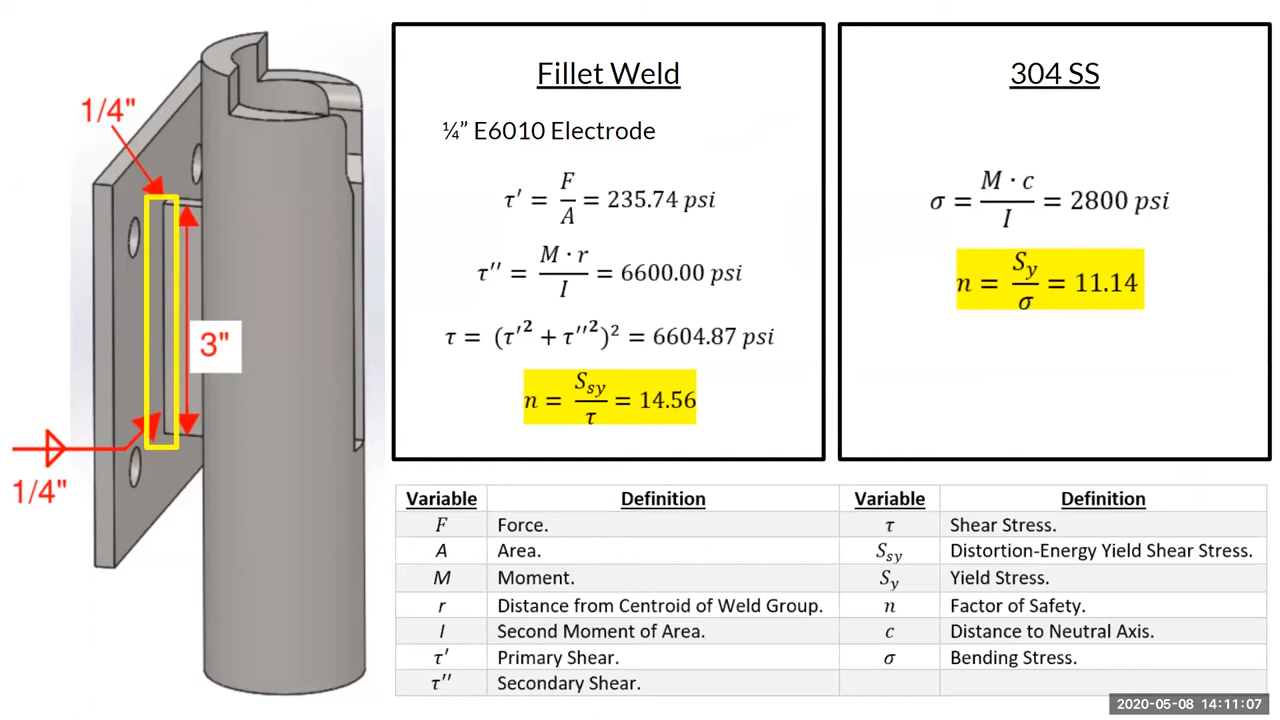 1/4"
3"
1/4"
Fillet Weld
¼” E6010 Electrode
τ′ = F/A = 235.74 psi
τ′′ = M · r/I = 6600.00 psi
τ = (τ′² + τ′′²)² = 6604.87 psi
n = Ssy/τ = 14.56
304 SS
σ = M · c/I = 2800 psi
n = Sy/σ = 11.14
Variable Definition Variable Definition
F Force. τ Shear Stress.
A Area. Ssy Distortion-Energy Yield Shear Stress.
M Moment. Sy Yield Stress.
r Distance from Centroid of Weld Group. n Factor of Safety.
I Second Moment of Area. c Distance to Neutral Axis.
τ′ Primary Shear. σ Bending Stress.
τ′′ Secondary Shear.
2020-05-08 14:11:07